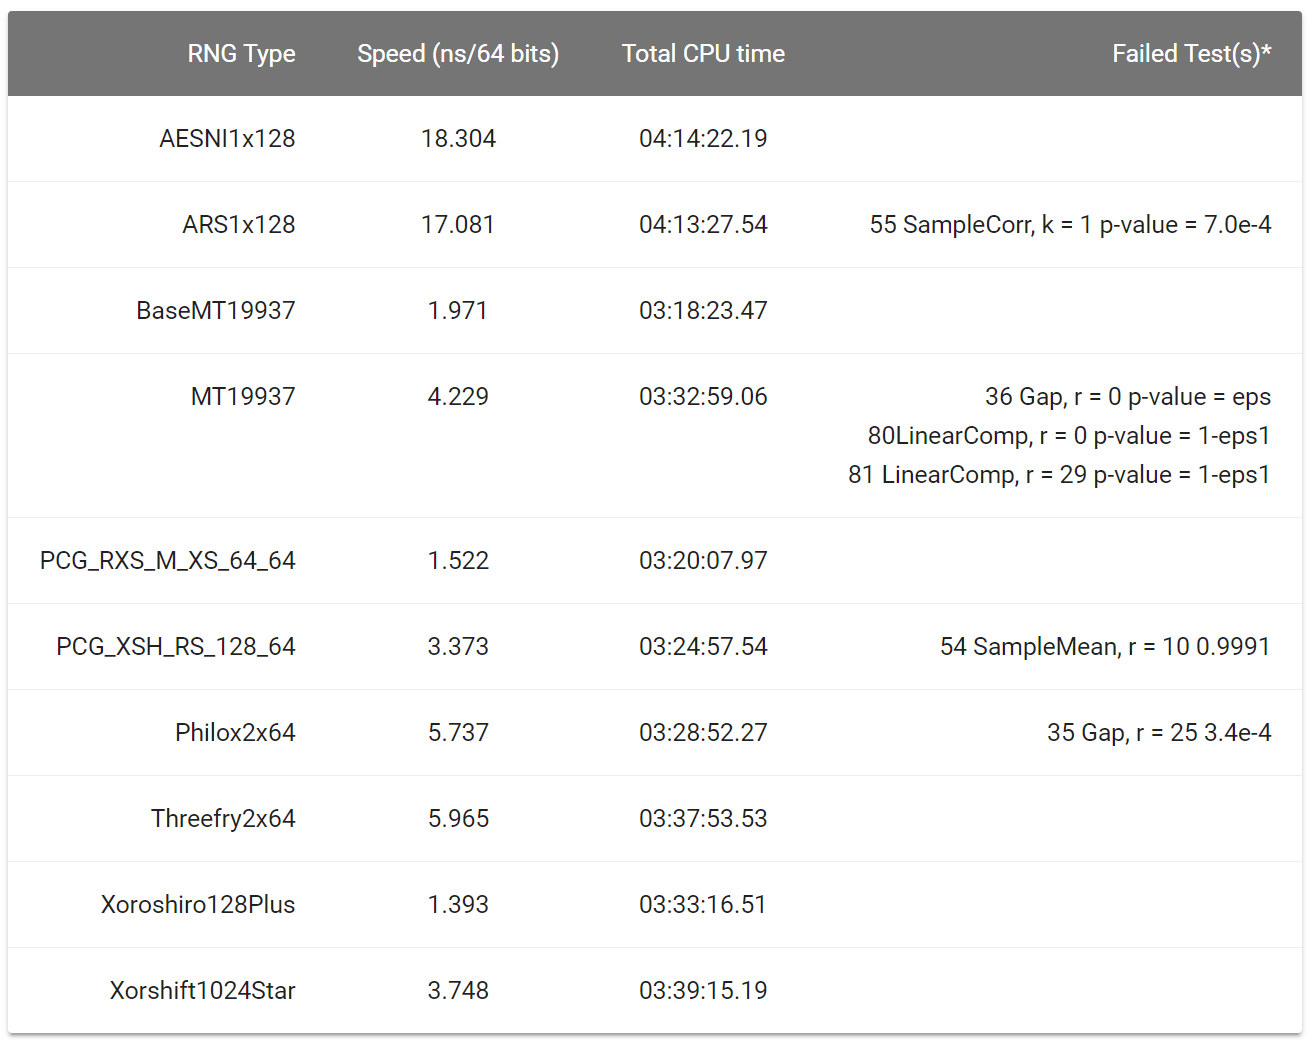 RNG Type Speed (ns/64 bits) Total CPU time Failed Test(s)*
AESNI1x128 18.304 04:14:22.19
ARS1x128 17.081 04:13:27.54 55 SampleCorr, k = 1 p-value = 7.0e-4
BaseMT19937 1.971 03:18:23.47
MT19937 4.229 03:32:59.06 36 Gap, r = 0 p-value = eps
80LinearComp, r = 0 p-value = 1-eps1
81 LinearComp, r = 29 p-value = 1-eps1
PCG_RXS_M_XS_64_64 1.522 03:20:07.97
PCG_XSH_RS_128_64 3.373 03:24:57.54 54 SampleMean, r = 10 0.9991
Philox2x64 5.737 03:28:52.27 35 Gap, r = 25 3.4e-4
Threefry2x64 5.965 03:37:53.53
Xoroshiro128Plus 1.393 03:33:16.51
Xorshift1024Star 3.748 03:39:15.19